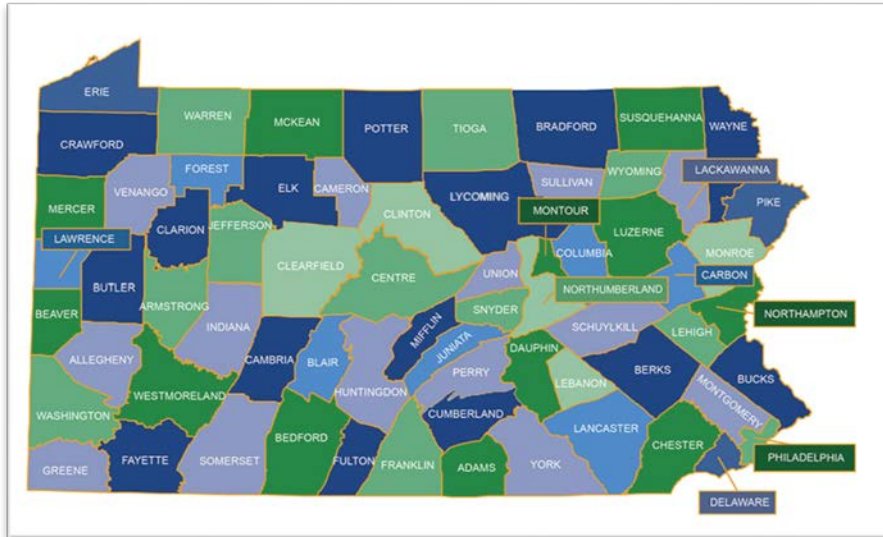 ERIE
WARREN
MCKEAN
POTTER
TIOGA
BRADFORD
SUSQUEHANNA
WAYNE
CRAWFORD
FOREST
ELK
CAMERON
LYCOMING
SULLIVAN
WYOMING
LACKAWANNA
VENANGO
MERCER
CLARION
JEFFERSON
CLINTON
MONTOUR
PIKE
LAWRENCE
BUTLER
CLEARFIELD
CENTRE
UNION
COLUMBIA
LUZERNE
MONROE
CARBON
BEAVER
ARMSTRONG
INDIANA
SNYDER
NORTHUMBERLAND
NORTHAMPTON
ALLEGHENY
CAMBRIA
BLAIR
MIFFLIN
JUNIATA
DAUPHIN
SCHUYLKILL
LEHIGH
WESTMORELAND
HUNTINGDON
PERRY
LEBANON
BERKS
BUCKS
WASHINGTON
CUMBERLAND
MONTGOMERY
GREENE
FAYETTE
SOMERSET
BEDFORD
FULTON
FRANKLIN
ADAMS
YORK
LANCASTER
CHESTER
PHILADELPHIA
DELAWARE